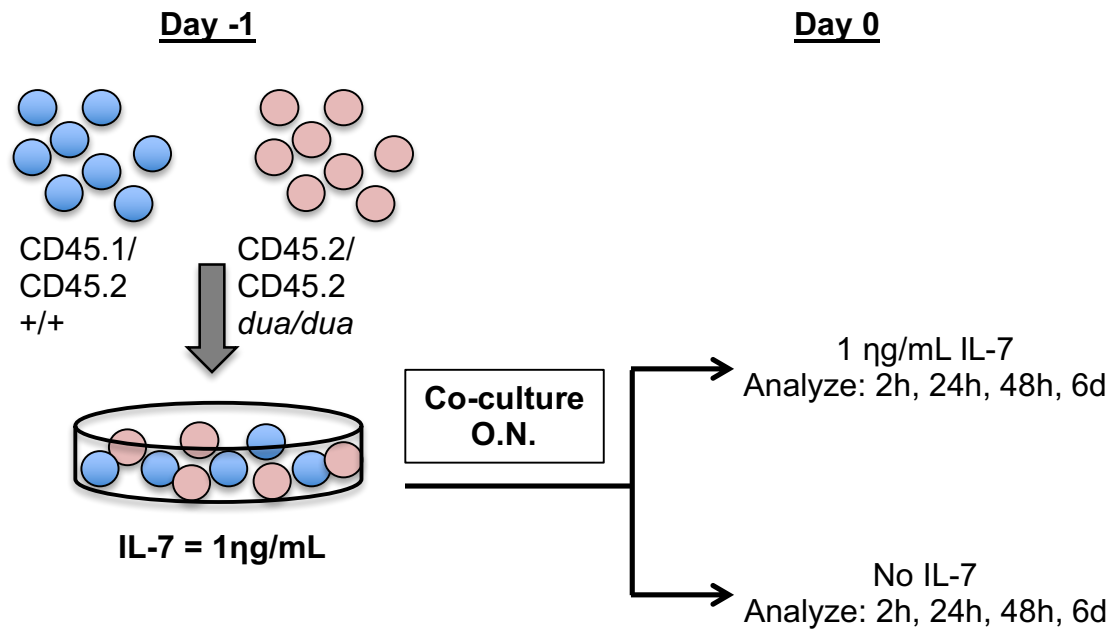 Day -1
Day 0
CD45.1/
CD45.2
+/+
CD45.2/
CD45.2
dua/dua
Co-culture
O.N.
1 ηg/mL IL-7
Analyze: 2h, 24h, 48h, 6d
IL-7 = 1ηg/mL
No IL-7
Analyze: 2h, 24h, 48h, 6d